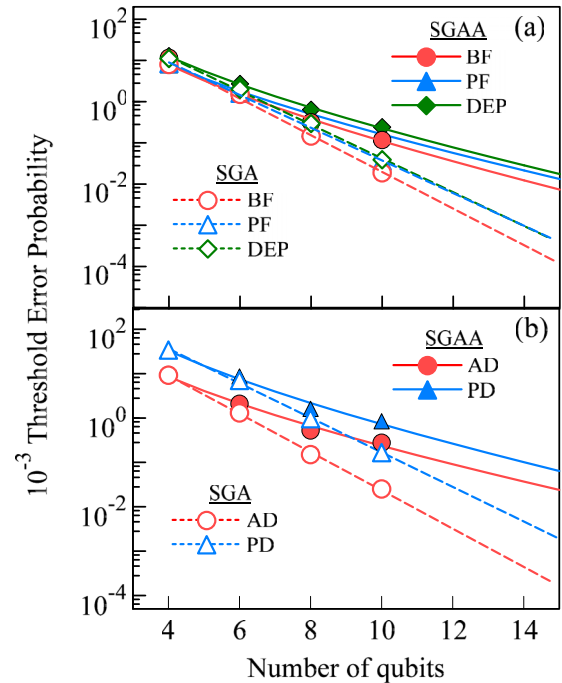 (a)
SGAA
BF
PF
DEP
SGA
BF
PF
DEP
10^2
10^0
10^-2
10^-4
(b)
SGAA
AD
PD
SGA
AD
PD
10^2
10^0
10^-2
10^-4
4 6 8 10 12 14
Number of qubits
10^-3 Threshold Error Probability